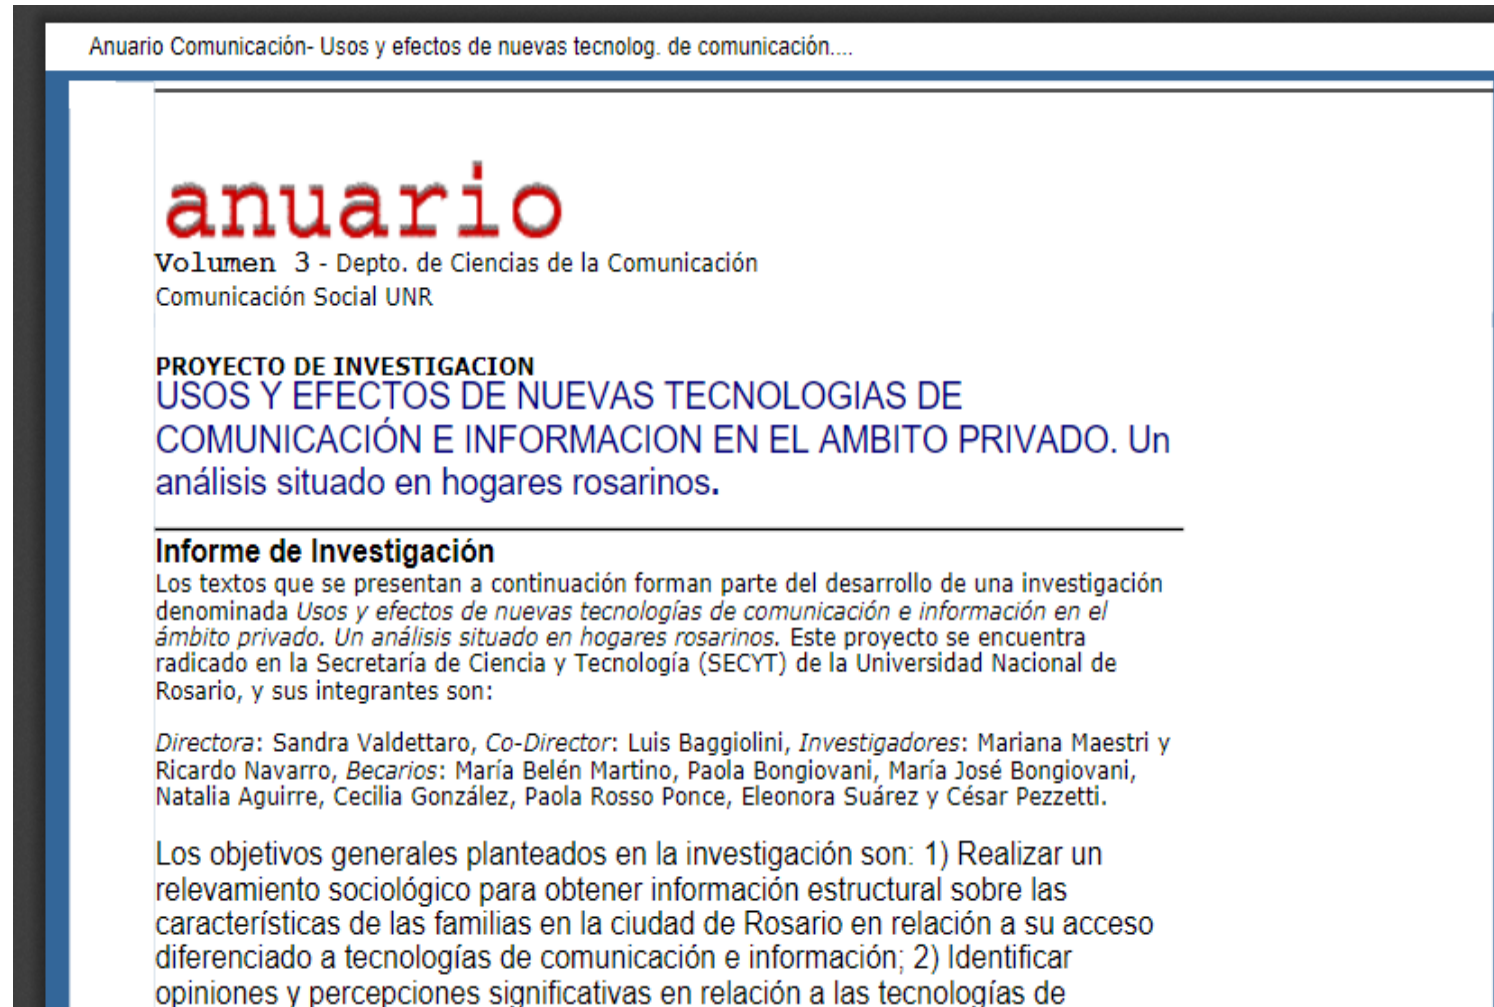 Anuario Comunicación- Usos y efectos de nuevas tecnolog. de comunicación....
anuario
Volumen 3 - Depto. de Ciencias de la Comunicación
Comunicación Social UNR
PROYECTO DE INVESTIGACION
USOS Y EFECTOS DE NUEVAS TECNOLOGIAS DE
COMUNICACIÓN E INFORMACION EN EL AMBITO PRIVADO. Un
análisis situado en hogares rosarinos.
Informe de Investigación
Los textos que se presentan a continuación forman parte del desarrollo de una investigación
denominada Usos y efectos de nuevas tecnologías de comunicación e información en el
ámbito privado. Un análisis situado en hogares rosarinos. Este proyecto se encuentra
radicado en la Secretaría de Ciencia y Tecnología (SECYT) de la Universidad Nacional de
Rosario, y sus integrantes son:
Directora: Sandra Valdettaro, Co-Director: Luis Baggiolini, Investigadores: Mariana Maestri y
Ricardo Navarro, Becarios: María Belén Martino, Paola Bongiovani, María José Bongiovani,
Natalia Aguirre, Cecilia González, Paola Rosso Ponce, Eleonora Suárez y César Pezzetti.
Los objetivos generales planteados en la investigación son: 1) Realizar un
relevamiento sociológico para obtener información estructural sobre las
características de las familias en la ciudad de Rosario en relación a su acceso
diferenciado a tecnologías de comunicación e información; 2) Identificar
opiniones y percepciones significativas en relación a las tecnologías de